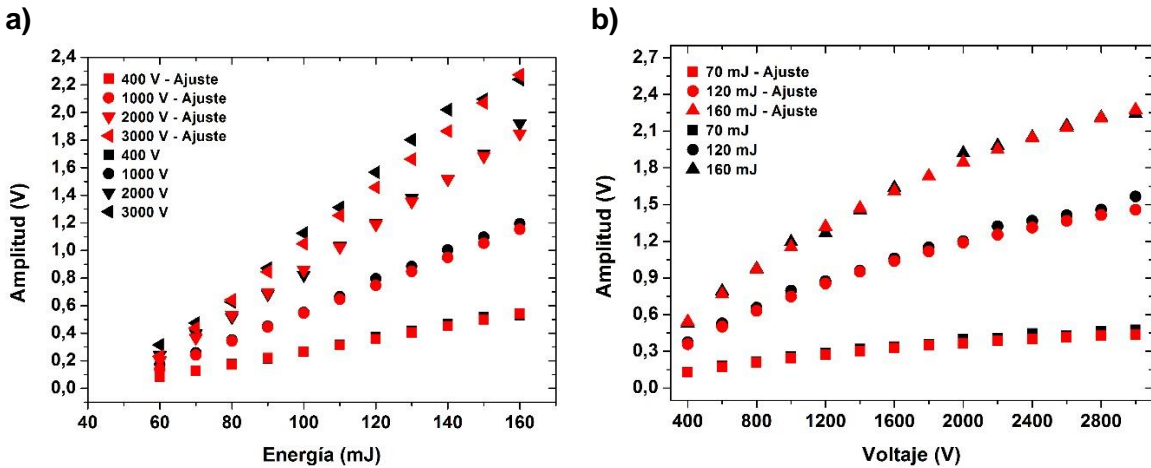 a)
Amplitud (V)
2,4
2,2
2,0
1,8
1,6
1,4
1,2
1,0
0,8
0,6
0,4
0,2
0,0
400 V - Ajuste
1000 V - Ajuste
2000 V - Ajuste
3000 V - Ajuste
400 V
1000 V
2000 V
3000 V
40 60 80 100 120 140 160
Energía (mJ)
b)
Amplitud (V)
2,7
2,4
2,1
1,8
1,5
1,2
0,9
0,6
0,3
0,0
70 mJ - Ajuste
120 mJ - Ajuste
160 mJ - Ajuste
70 mJ
120 mJ
160 mJ
400 800 1200 1600 2000 2400 2800
Voltaje (V)